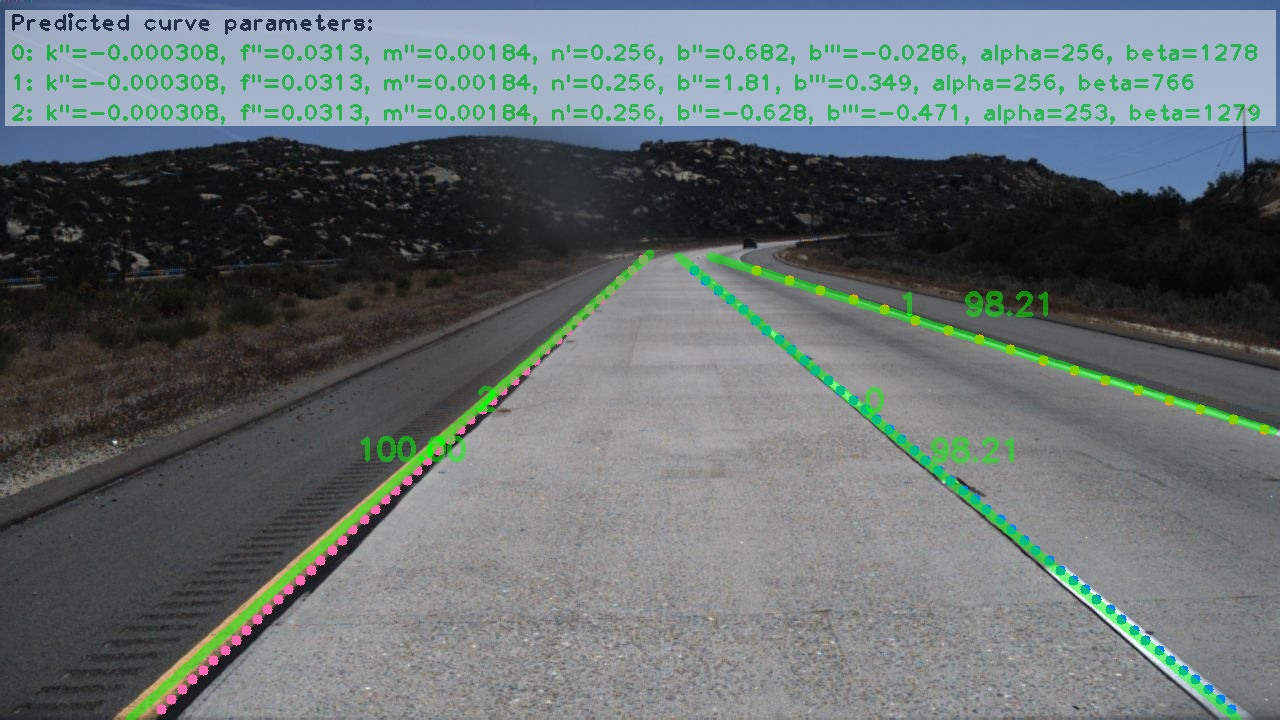 Predicted curve parameters:
0: k''=-0.000308, f''=0.0313, m''=0.00184, n'=0.256, b''=0.682, b'''=-0.0286, alpha=256, beta=1278
1: k''=-0.000308, f''=0.0313, m''=0.00184, n'=0.256, b''=1.81, b'''=0.349, alpha=256, beta=766
2: k''=-0.000308, f''=0.0313, m''=0.00184, n'=0.256, b''=-0.628, b'''=-0.471, alpha=253, beta=1279
1 98.21
2 0
100.00 98.21